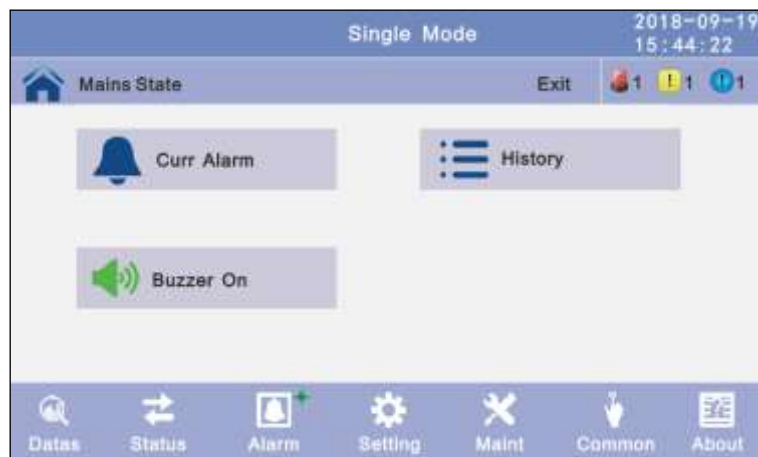 Single Mode
2018-09-19
15:44:22
Mains State Exit 1 ! 1 ! 1
Curr Alarm History
Buzzer On
Datas Status Alarm Setting Maint Common About